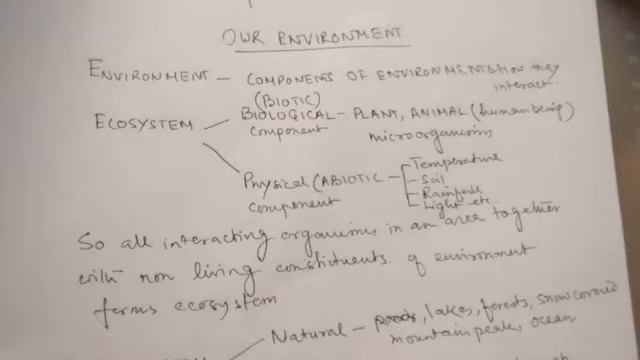 OUR ENVIRONMENT
ENVIRONMENT - COMPONENTS OF ENVIRONMENT & How they
interact.
(BIOTIC)
ECOSYSTEM - BIOLOGICAL - PLANT, ANIMAL (human being)
component microorganisms
Physical (ABIOTIC - Temperature
component - Soil
- Rainfall
- Light etc.
So all interacting organisms in an area together
with non living constituents of environment
forms ecosystem.
Natural - lakes, forests, snow covered
mountain peaks, ocean